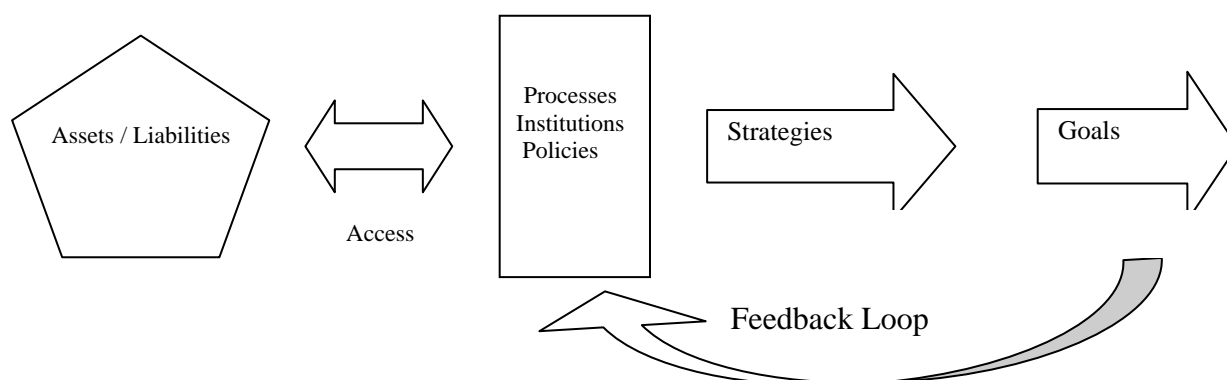 Assets / Liabilities
Access
Processes
Institutions
Policies
Strategies
Goals
Feedback Loop